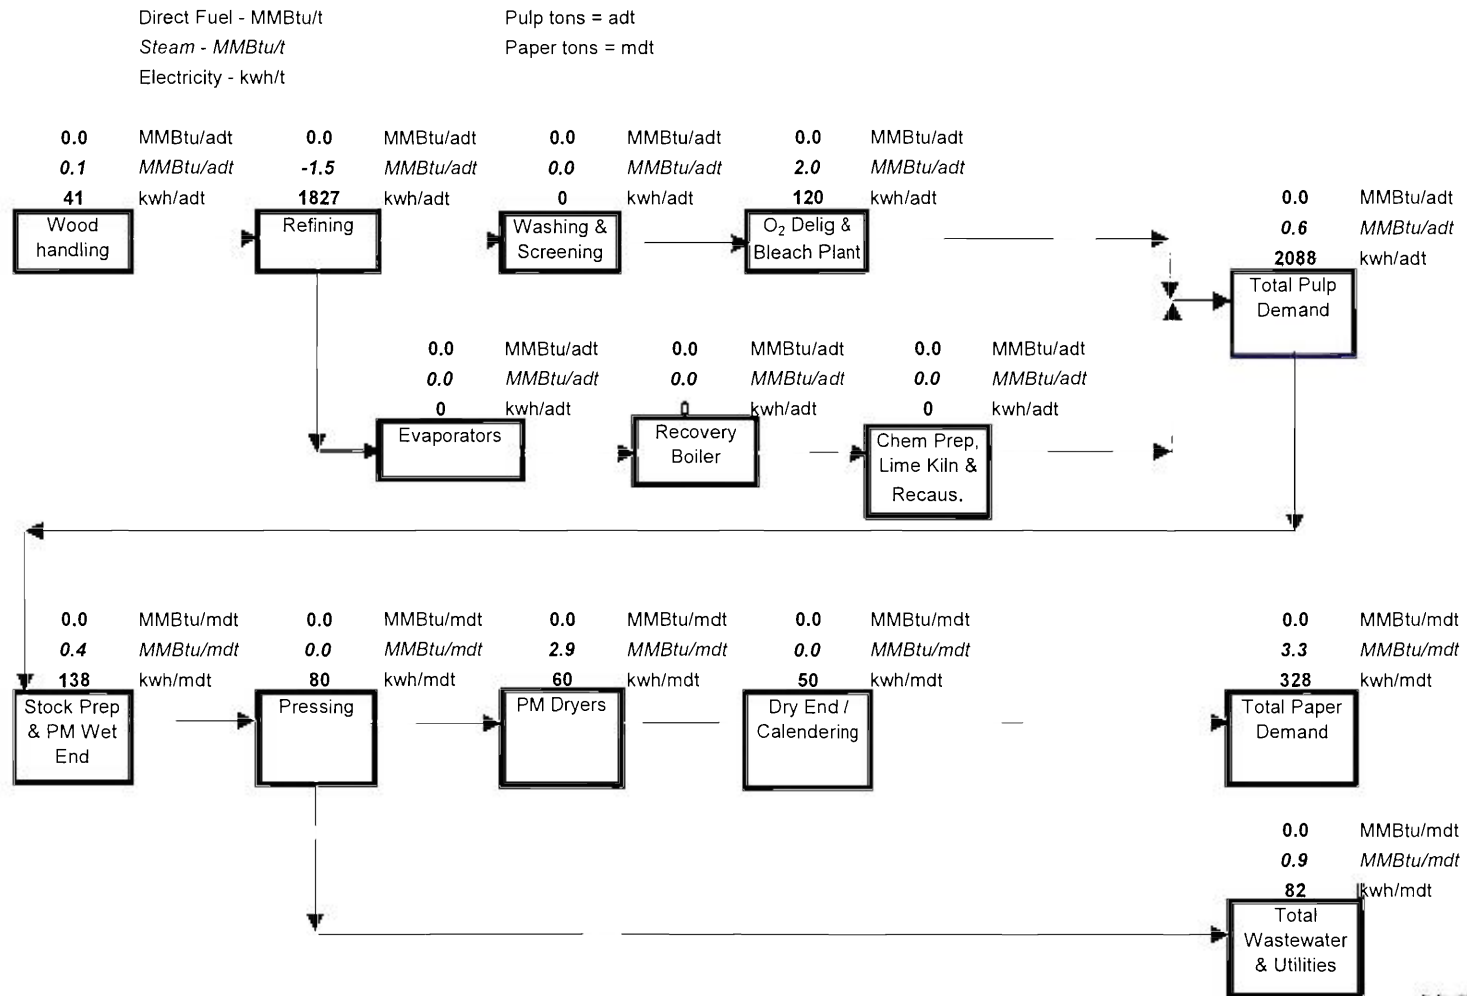 Direct Fuel - MMBtu/t Pulp tons = adt
Steam - MMBtu/t Paper tons = mdt
Electricity - kwh/t
0.0 MMBtu/adt 0.0 MMBtu/adt 0.0 MMBtu/adt 0.0 MMBtu/adt
0.1 MMBtu/adt -1.5 MMBtu/adt 0.0 MMBtu/adt 2.0 MMBtu/adt
41 kwh/adt 1827 kwh/adt 0 kwh/adt 120 kwh/adt
Wood
handling
Refining
Washing &
Screening
O₂ Delig &
Bleach Plant
0.0 MMBtu/adt
0.6 MMBtu/adt
2088 kwh/adt
Total Pulp
Demand
0.0 MMBtu/adt 0.0 MMBtu/adt 0.0 MMBtu/adt
0.0 MMBtu/adt 0.0 MMBtu/adt 0.0 MMBtu/adt
0 kwh/adt 0 kwh/adt 0 kwh/adt
Evaporators
Recovery
Boiler
Chem Prep,
Lime Kiln &
Recaus.
0.0 MMBtu/mdt 0.0 MMBtu/mdt 0.0 MMBtu/mdt 0.0 MMBtu/mdt 0.0 MMBtu/mdt
0.4 MMBtu/mdt 0.0 MMBtu/mdt 2.9 MMBtu/mdt 0.0 MMBtu/mdt 3.3 MMBtu/mdt
138 kwh/mdt 80 kwh/mdt 60 kwh/mdt 50 kwh/mdt 328 kwh/mdt
Stock Prep
& PM Wet
End
Pressing
PM Dryers
Dry End /
Calendering
Total Paper
Demand
0.0 MMBtu/mdt
0.9 MMBtu/mdt
82 kwh/mdt
Total
Wastewater
& Utilities